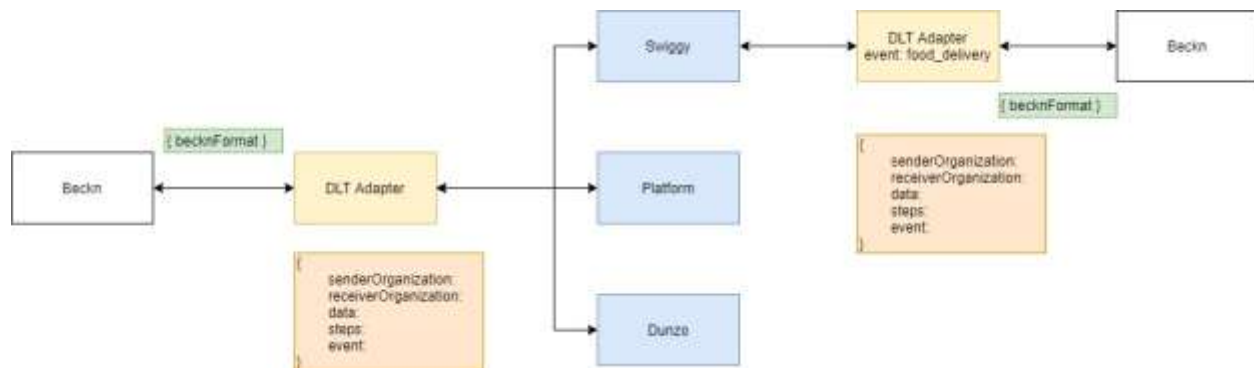 Swiggy
DLT Adapter
event: food_delivery
Beckn
{ becknFormat }
{ becknFormat }
Beckn
DLT Adapter
Platform
{
senderOrganization:
receiverOrganization:
data:
steps:
event:
}
{
senderOrganization:
receiverOrganization:
data:
steps:
event:
}
Dunzo